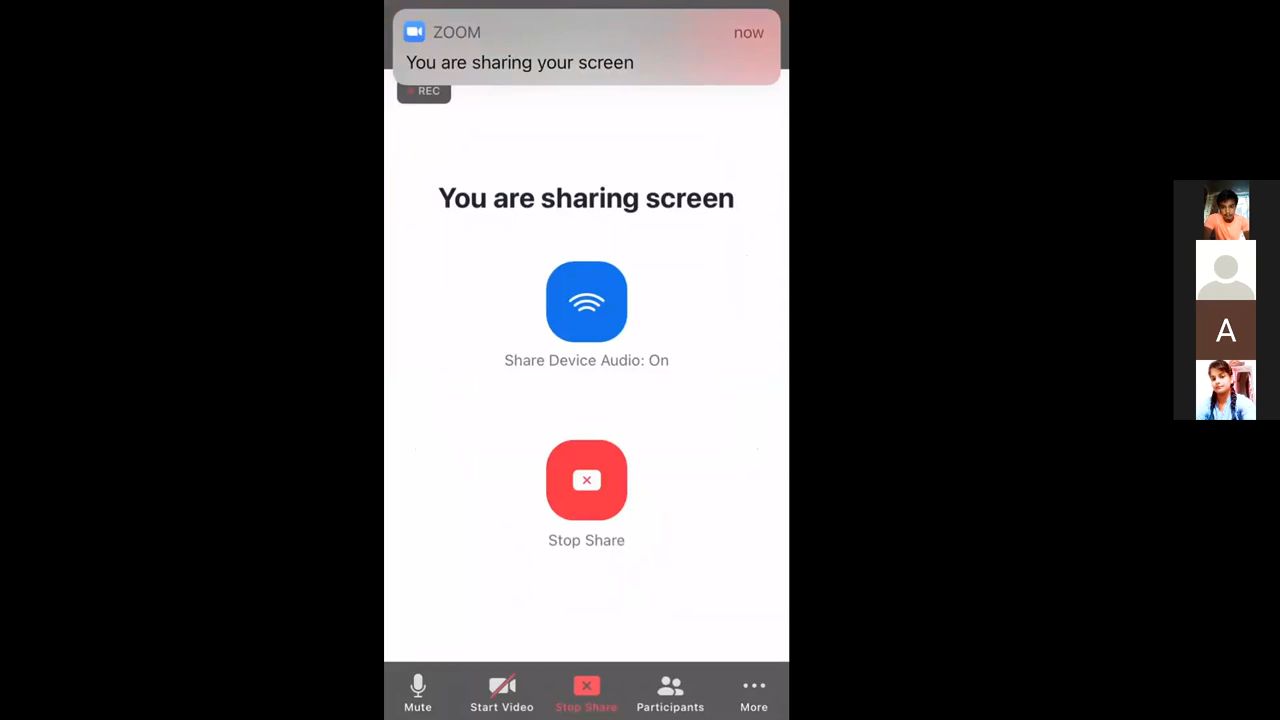 ZOOM now
You are sharing your screen
REC
You are sharing screen
Share Device Audio: On
Stop Share
Mute Start Video Stop Share Participants More
A